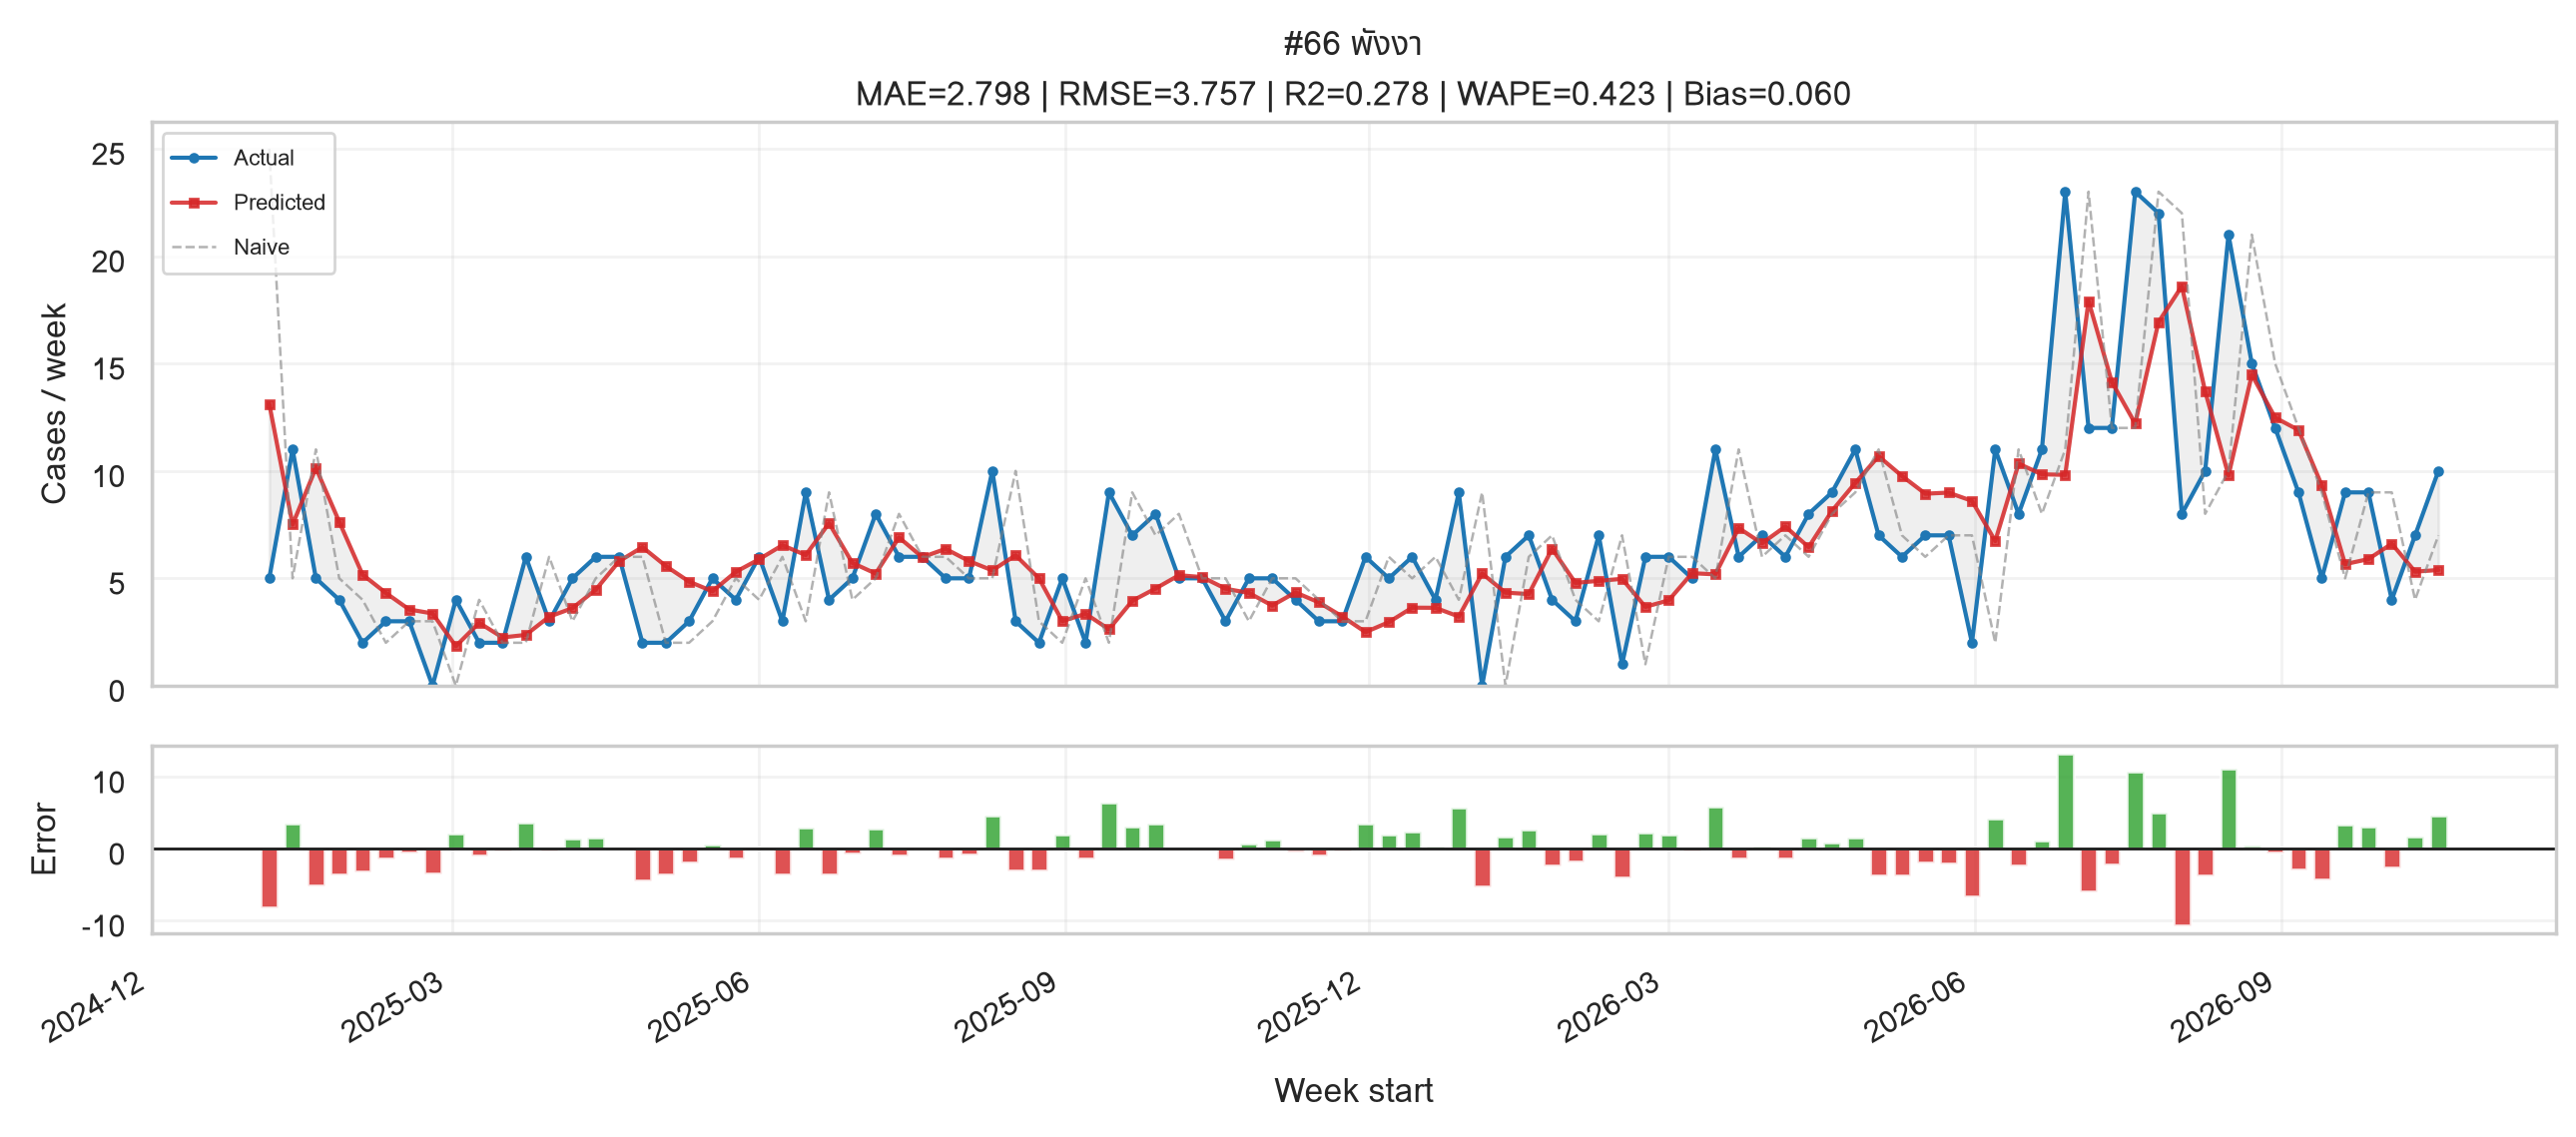 #66 พังงา
MAE=2.798 | RMSE=3.757 | R2=0.278 | WAPE=0.423 | Bias=0.060
Cases / week
25
20
15
10
5
0
Actual
Predicted
Naive
Error
10
0
-10
2024-12
2025-03
2025-06
2025-09
2025-12
2026-03
2026-06
2026-09
Week start